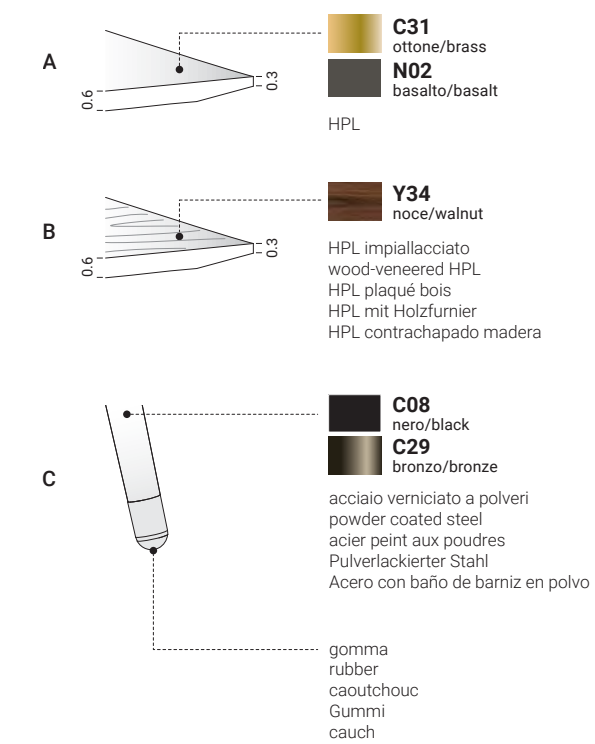 A
0.6
0.3
C31
ottone/brass
N02
basalto/basalt
HPL
B
0.6
0.3
Y34
noce/walnut
HPL impiallacciato
wood-veneered HPL
HPL plaqué bois
HPL mit Holzfurnier
HPL contrachapado madera
C
C08
nero/black
C29
bronzo/bronze
acciaio verniciato a polveri
powder coated steel
acier peint aux poudres
Pulverlackierter Stahl
Acero con baño de barniz en polvo
gomma
rubber
caoutchouc
Gummi
cauch